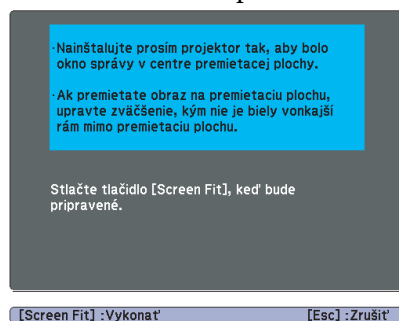 ·Nainštalujte prosím projektor tak, aby bolo
okno správy v centre premietacej plochy.
·Ak premietate obraz na premietaciu plochu,
upravte zväčšenie, kým nie je biely vonkajší
rám mimo premietaciu plochu.
Stlačte tlačidlo [Screen Fit], keď bude
pripravené.
[Screen Fit] :Vykonať [Esc] :Zrušiť